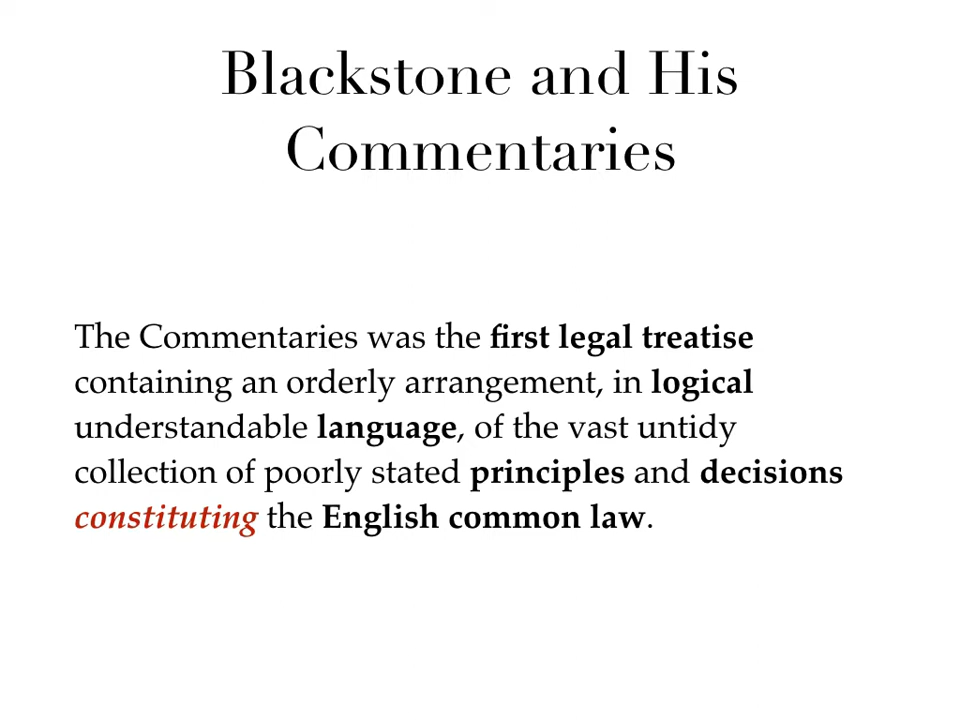 Blackstone and His
Commentaries
The Commentaries was the first legal treatise
containing an orderly arrangement, in logical
understandable language, of the vast untidy
collection of poorly stated principles and decisions
constituting the English common law.